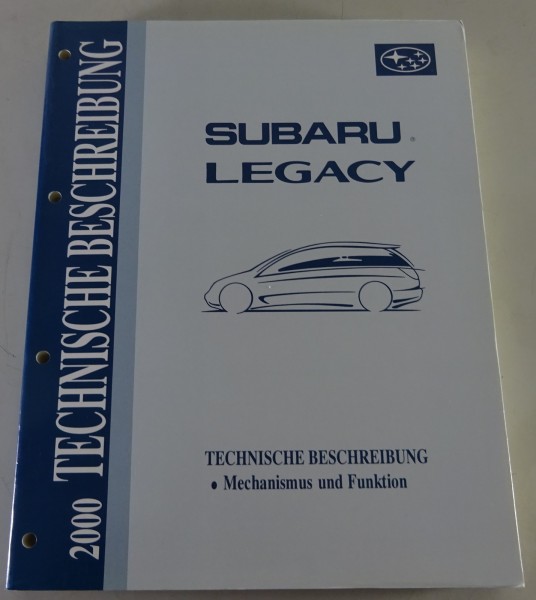 2000 TECHNISCHE BESCHREIBUNG
SUBARU®
LEGACY
TECHNISCHE BESCHREIBUNG
• Mechanismus und Funktion